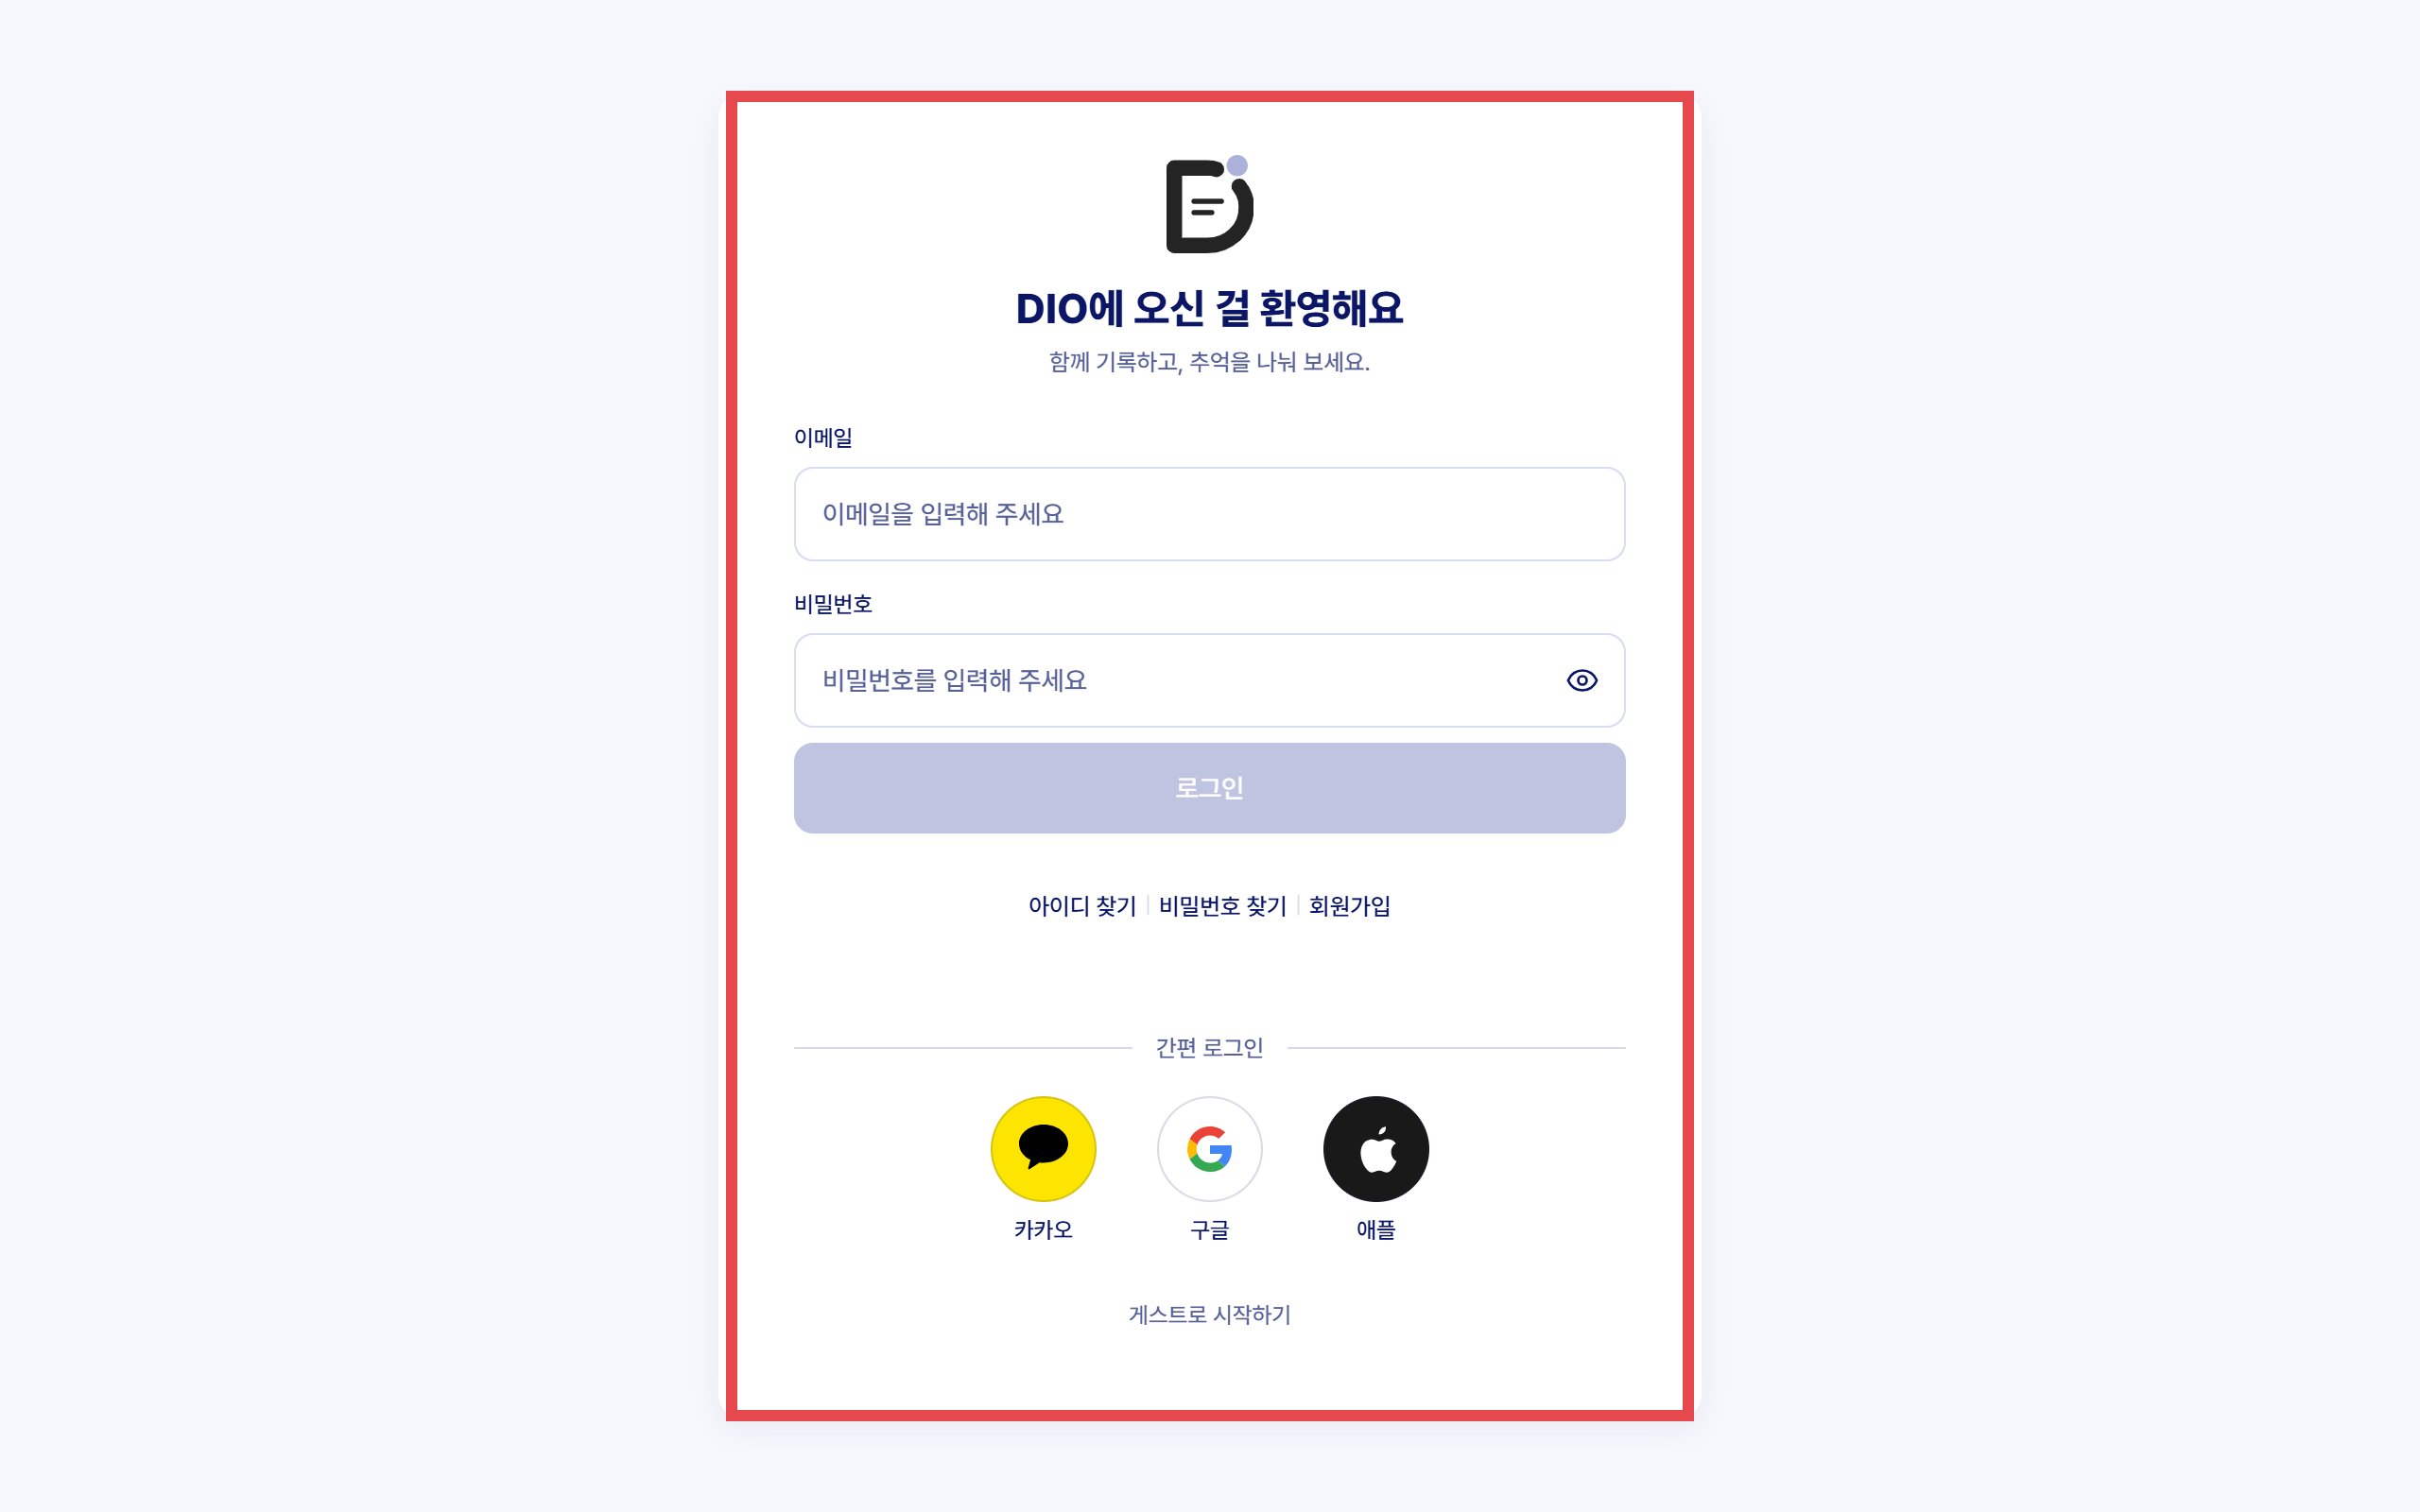 DIO에 오신 걸 환영해요
함께 기록하고, 추억을 나눠 보세요.
이메일
이메일을 입력해 주세요
비밀번호
비밀번호를 입력해 주세요
로그인
아이디 찾기 | 비밀번호 찾기 | 회원가입
간편 로그인
카카오 구글 애플
게스트로 시작하기